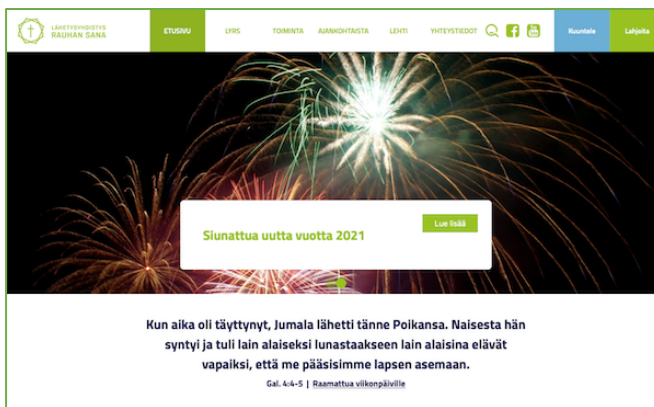 LÄHETYSYHDISTYS
RAUHAN SANA
ETUSIVU LYRS TOIMINTA AJANKOHTAISTA LEHTI YHTEYSTIEDOT Kuuntele Lahjoita
Siunattua uutta vuotta 2021
Lue lisää
Kun aika oli täyttynyt, Jumala lähetti tänne Poikansa. Naisesta hän
syntyi ja tuli lain alaiseksi lunastaakseen lain alaisina elävät
vapaiksi, että me pääsisimme lapsen asemaan.
Gal. 4:4-5 | Raamattua viikonpäiville